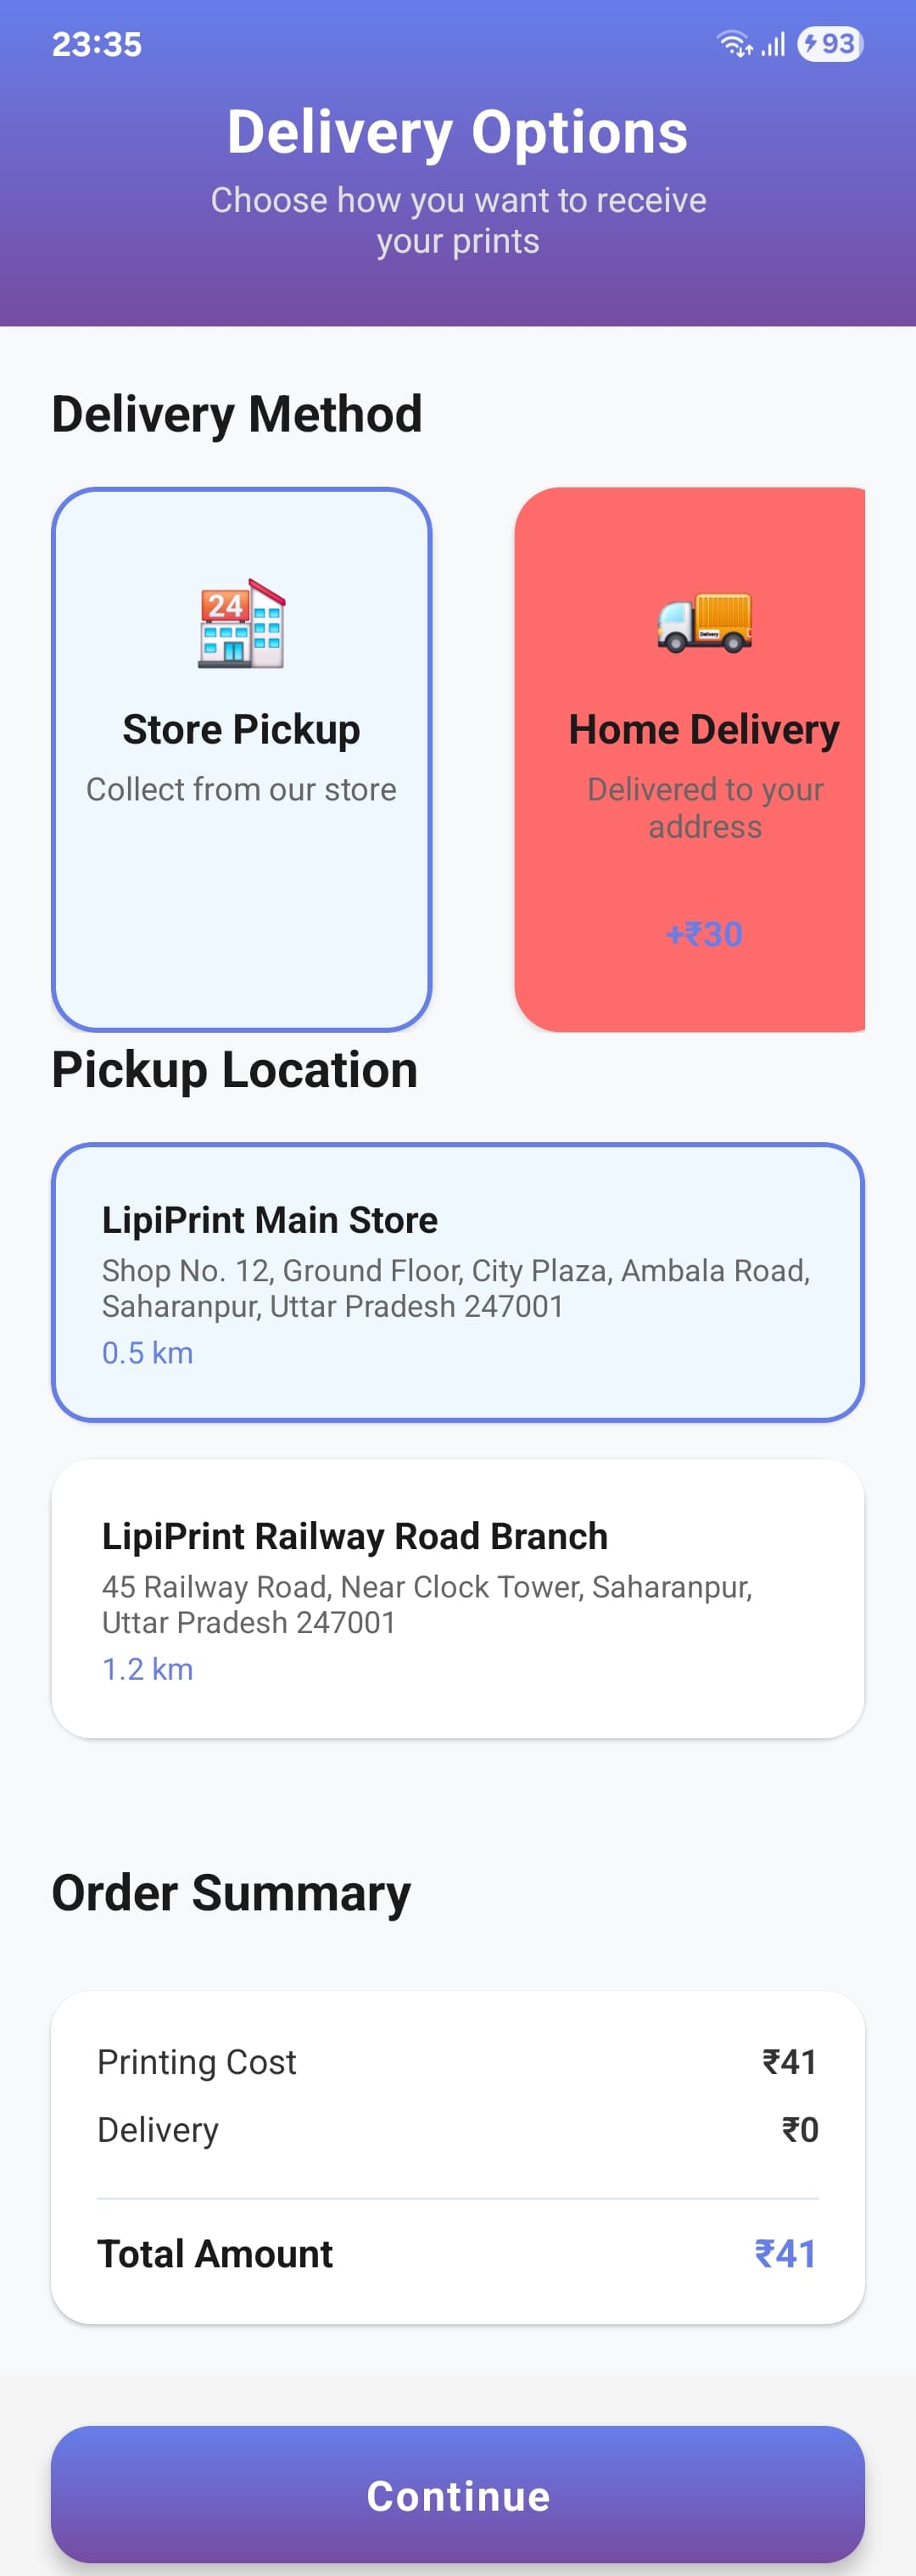 23:35
93
Delivery Options
Choose how you want to receive
your prints
Delivery Method
24
Store Pickup
Collect from our store
Delivery
Home Delivery
Delivered to your
address
+₹30
Pickup Location
LipiPrint Main Store
Shop No. 12, Ground Floor, City Plaza, Ambala Road,
Saharanpur, Uttar Pradesh 247001
0.5 km
LipiPrint Railway Road Branch
45 Railway Road, Near Clock Tower, Saharanpur,
Uttar Pradesh 247001
1.2 km
Order Summary
Printing Cost ₹41
Delivery ₹0
Total Amount ₹41
Continue